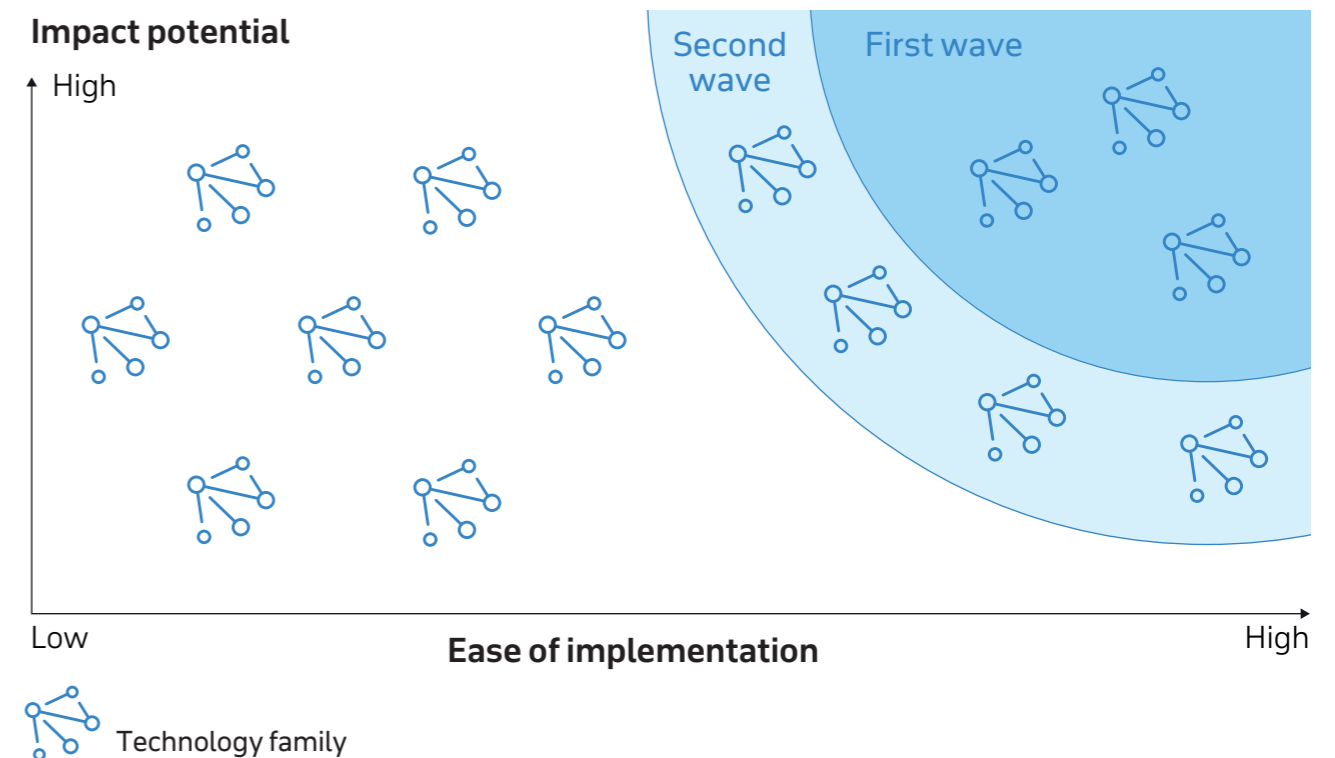 Impact potential
High
Second
wave
First wave
Low
Ease of implementation
High
Technology family